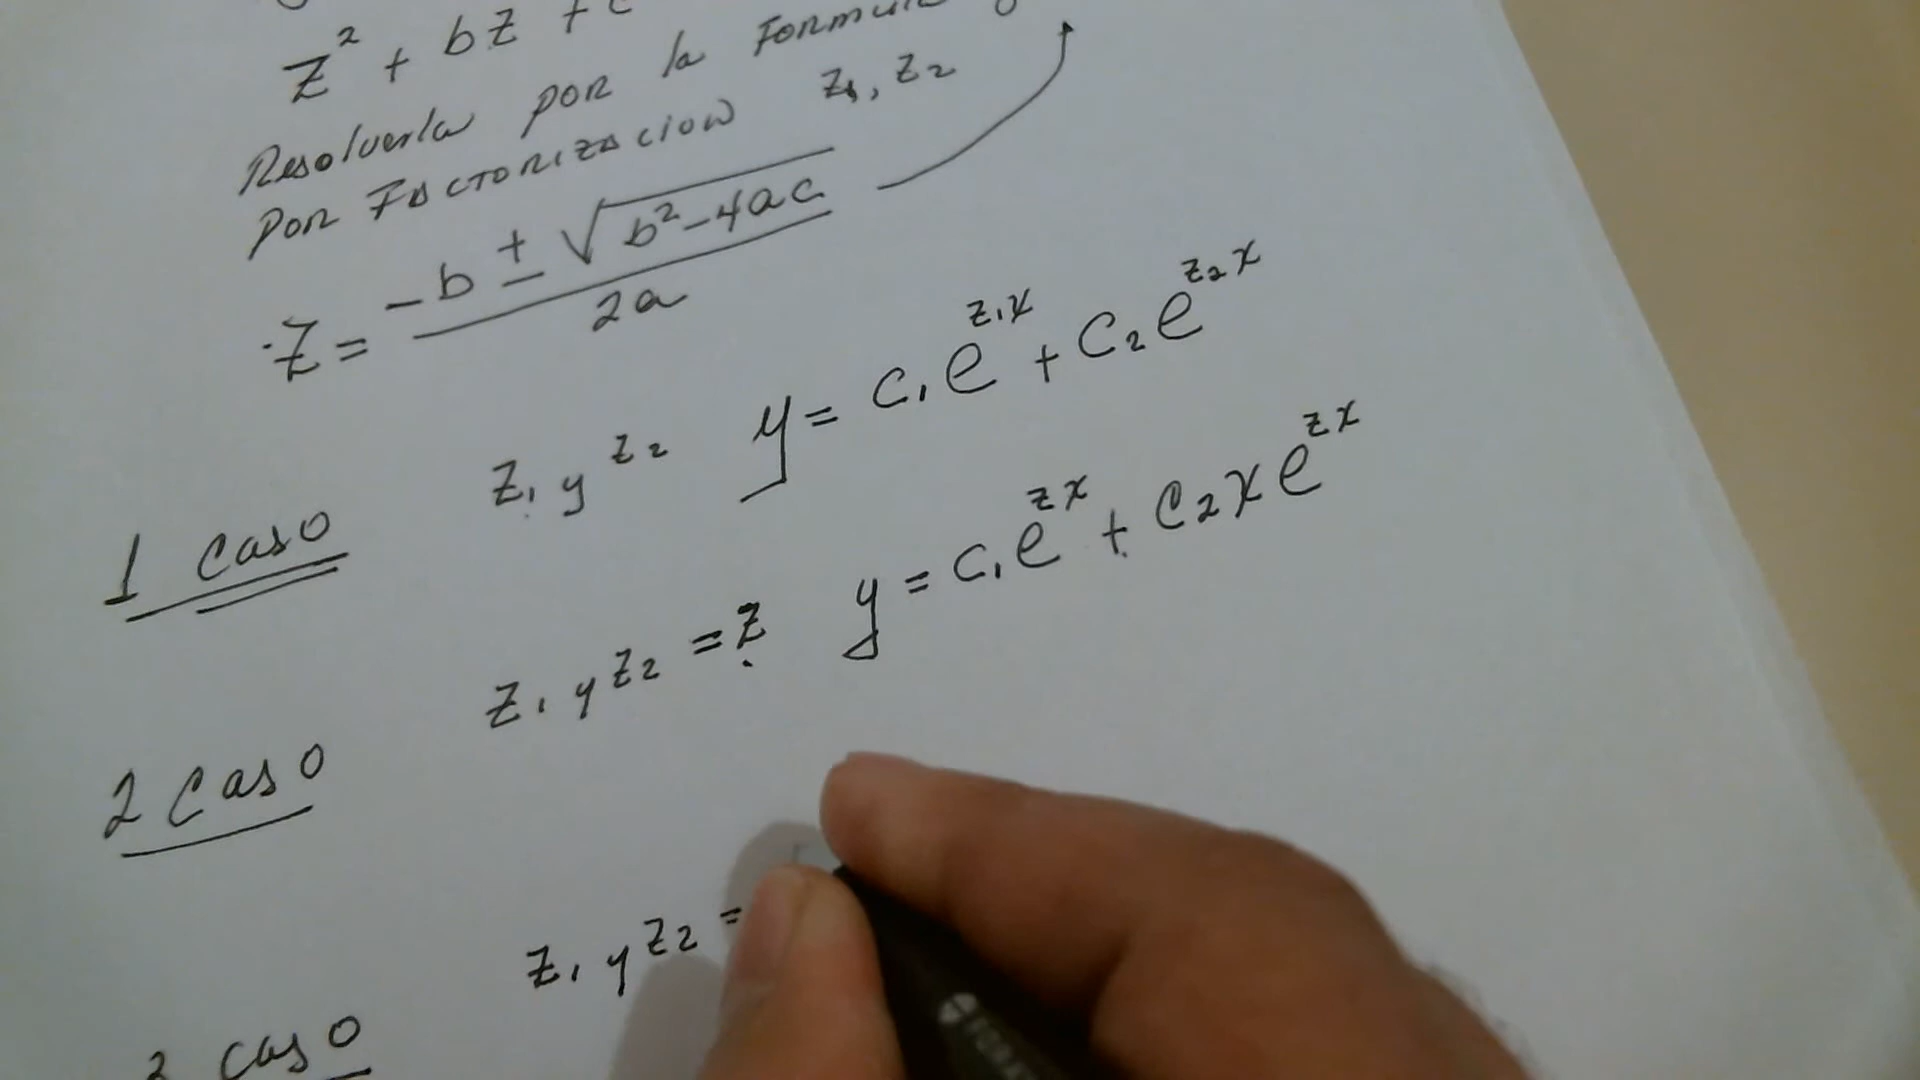 z² + bz + c
Resolverla por la Formula
por Factorizacion z₁, z₂
z = -b ± √b²-4ac / 2a
1 caso z₁ y z₂ y = c₁e^z₁x + c₂e^z₂x
2 caso z₁ y z₂ = z y = c₁e^zx + c₂xe^zx
caso z₁ y z₂ =